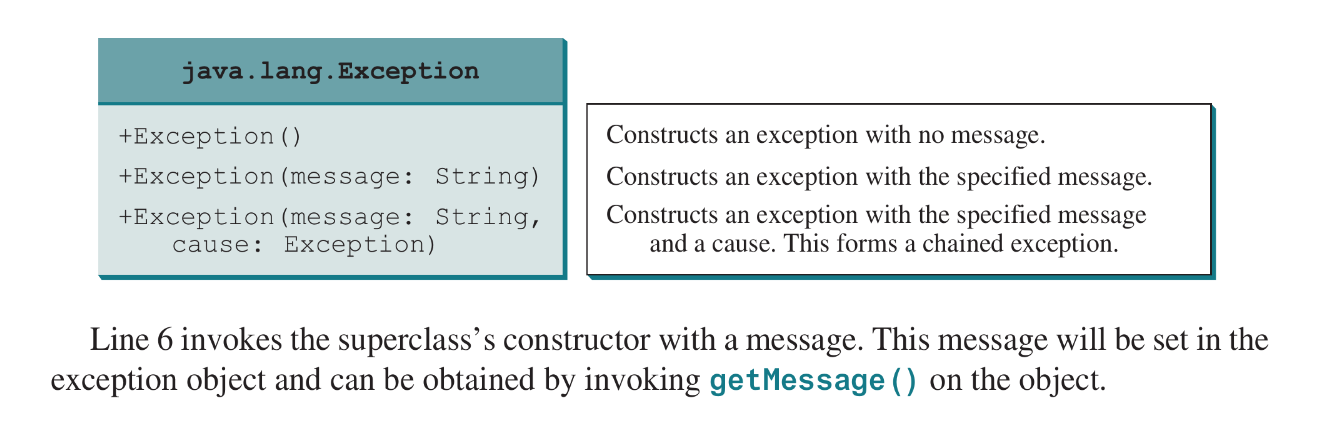 java.lang.Exception
+Exception()
Constructs an exception with no message.
+Exception(message: String)
Constructs an exception with the specified message.
+Exception(message: String,
cause: Exception)
Constructs an exception with the specified message
and a cause. This forms a chained exception.
Line 6 invokes the superclass’s constructor with a message. This message will be set in the
exception object and can be obtained by invoking getMessage() on the object.